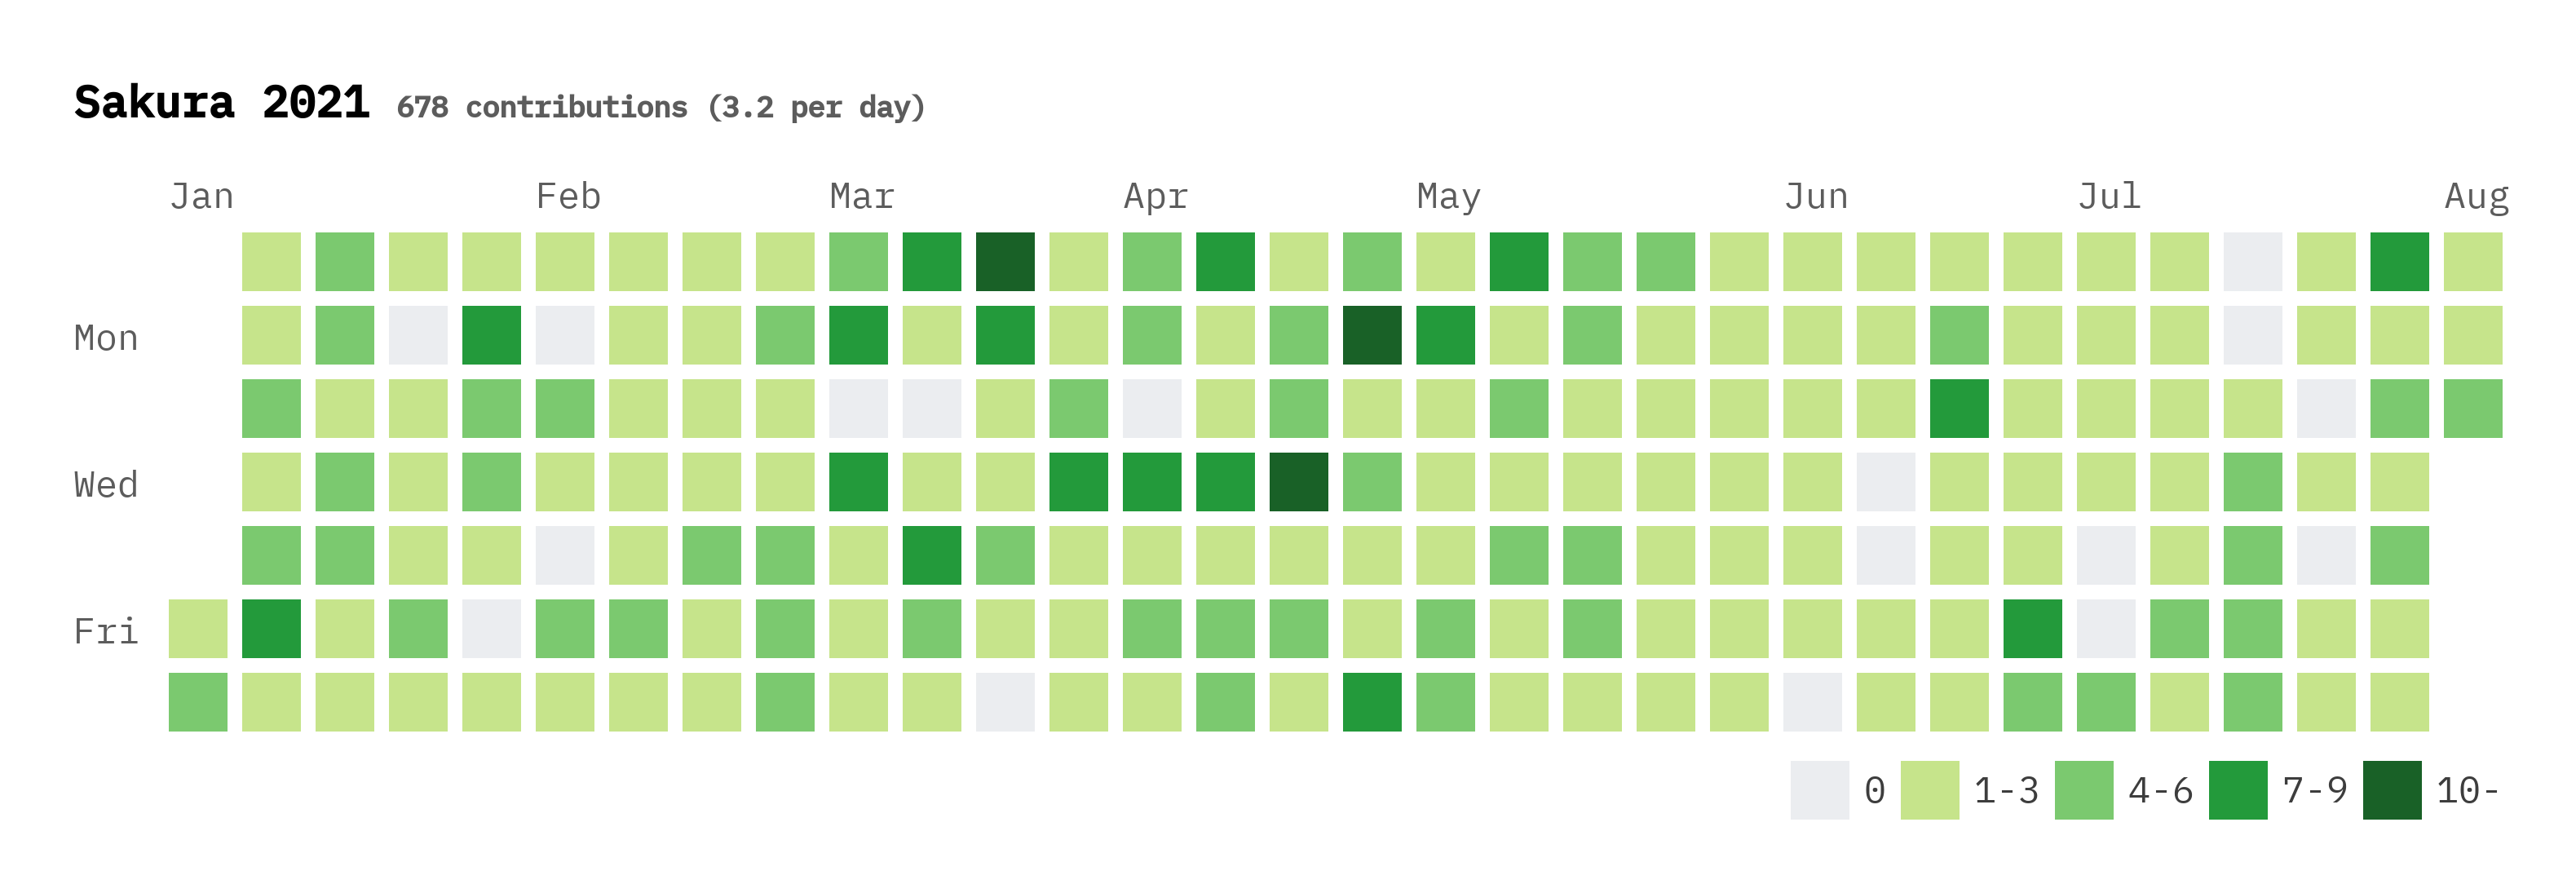 Sakura 2021 678 contributions (3.2 per day)
Jan Feb Mar Apr May Jun Jul Aug
Mon
Wed
Fri
0 1-3 4-6 7-9 10-